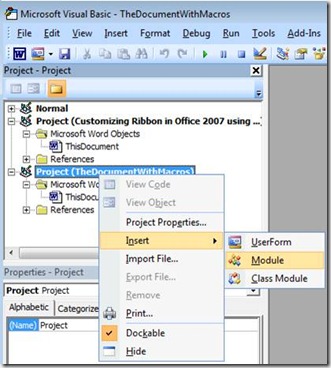 Microsoft Visual Basic - TheDocumentWithMacros
File Edit View Insert Format Debug Run Tools Add-Ins
Project - Project
Normal
Project (Customizing Ribbon in Office 2007 using ...)
Microsoft Word Objects
ThisDocument
References
Project (TheDocumentWithMacros)
Microsoft Wo
ThisDoc
References
View Code
View Object
Project Properties...
Insert
Import File...
Export File...
Remove
Print...
Dockable
Hide
UserForm
Module
Class Module
Properties - Project
Project Project
Alphabetic Categorize
(Name) Project